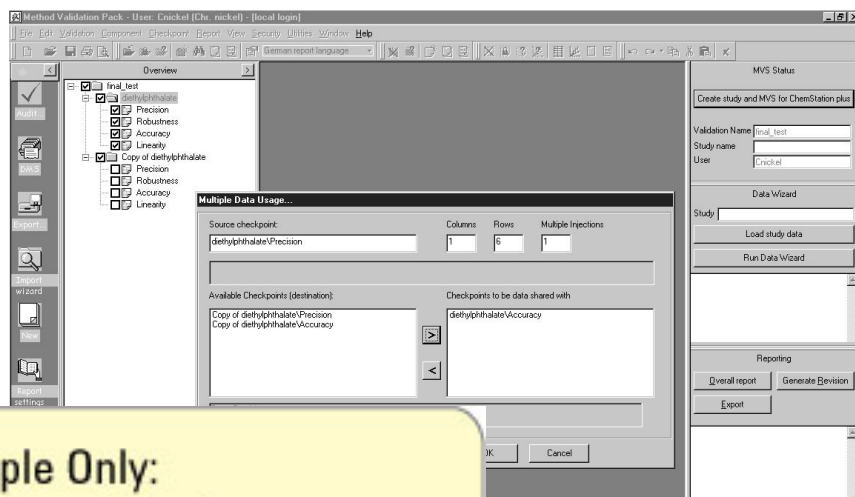 Method Validation Pack - User: Cnickel (Chr. nickel) - [local login]
File Edit Validation Component Checkpoint Report View Security Utilities Window Help
German report language
Overview
Audit...
DMS
Export...
Import wizard
New
Report settings
final_test
diethylphthalate
Precision
Robustness
Accuracy
Linearity
Copy of diethylphthalate
Precision
Robustness
Accuracy
Linearity
Multiple Data Usage...
Source checkpoint:
Columns
Rows
Multiple Injections
diethylphthalate\Precision
1
6
1
Available Checkpoints (destination):
Checkpoints to be data shared with
Copy of diethylphthalate\Precision
Copy of diethylphthalate\Accuracy
diethylphthalate\Accuracy
>
<
Cancel
MVS Status
Create study and MVS for ChemStation plus
Validation Name final_test
Study name
User Cnickel
Data Wizard
Study
Load study data
Run Data Wizard
Reporting
Overall report
Generate Revision
Export
ple Only: